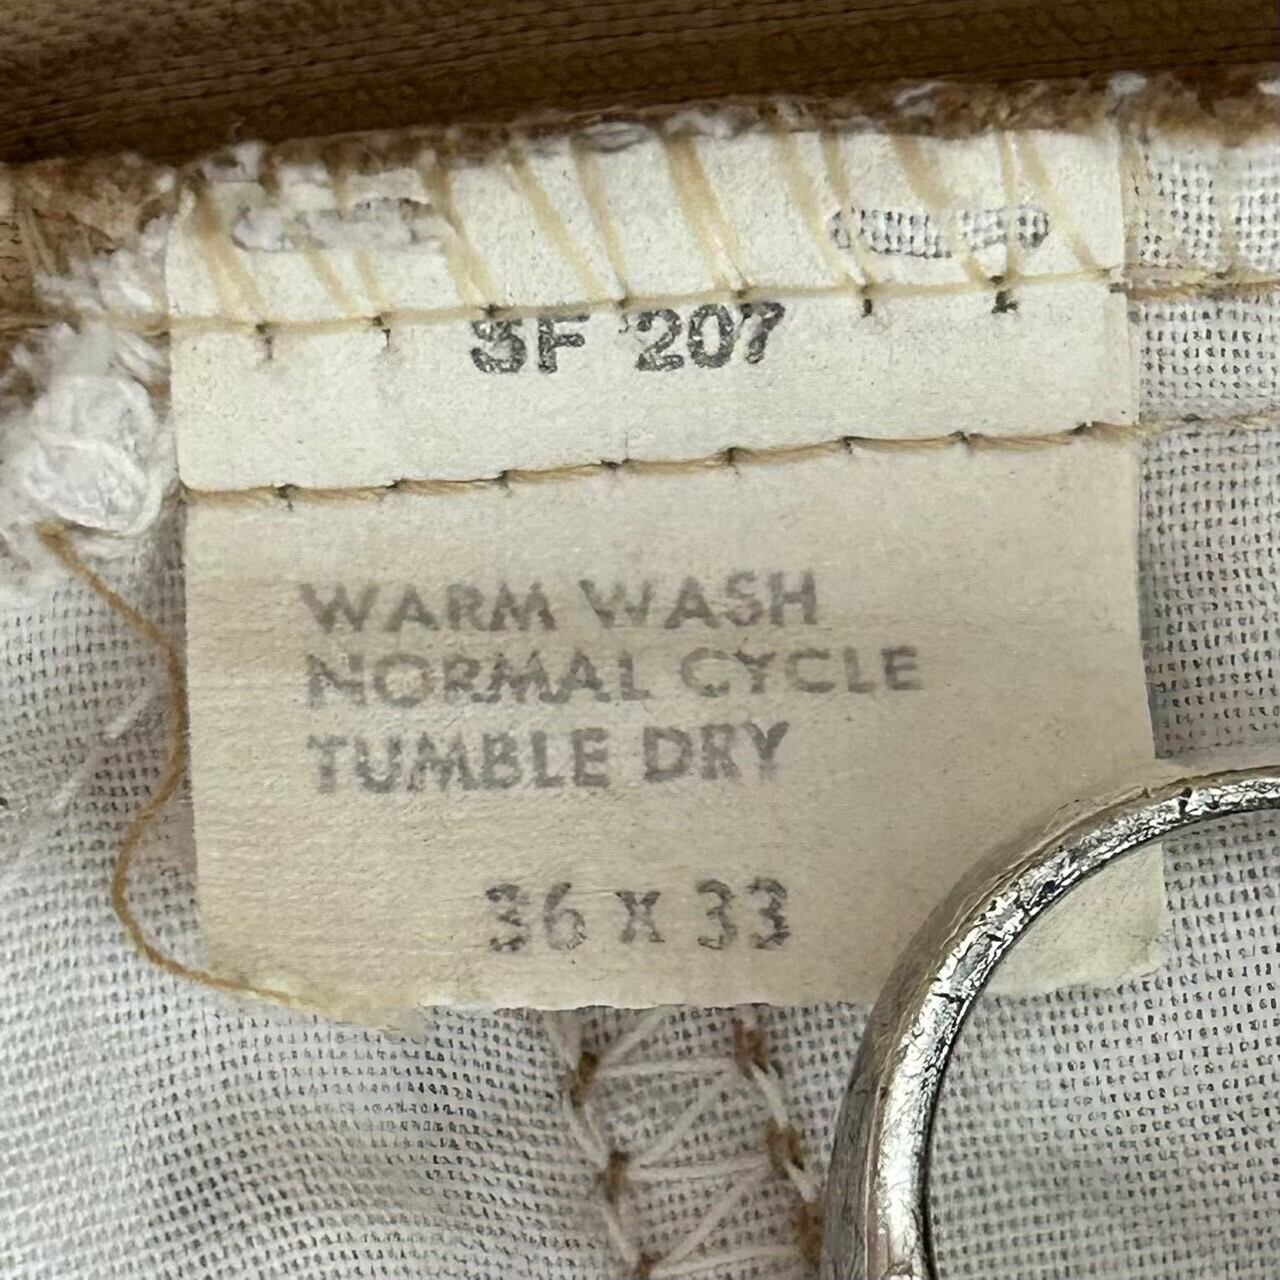 SF 207
WARM WASH
NORMAL CYCLE
TUMBLE DRY
36 X 33